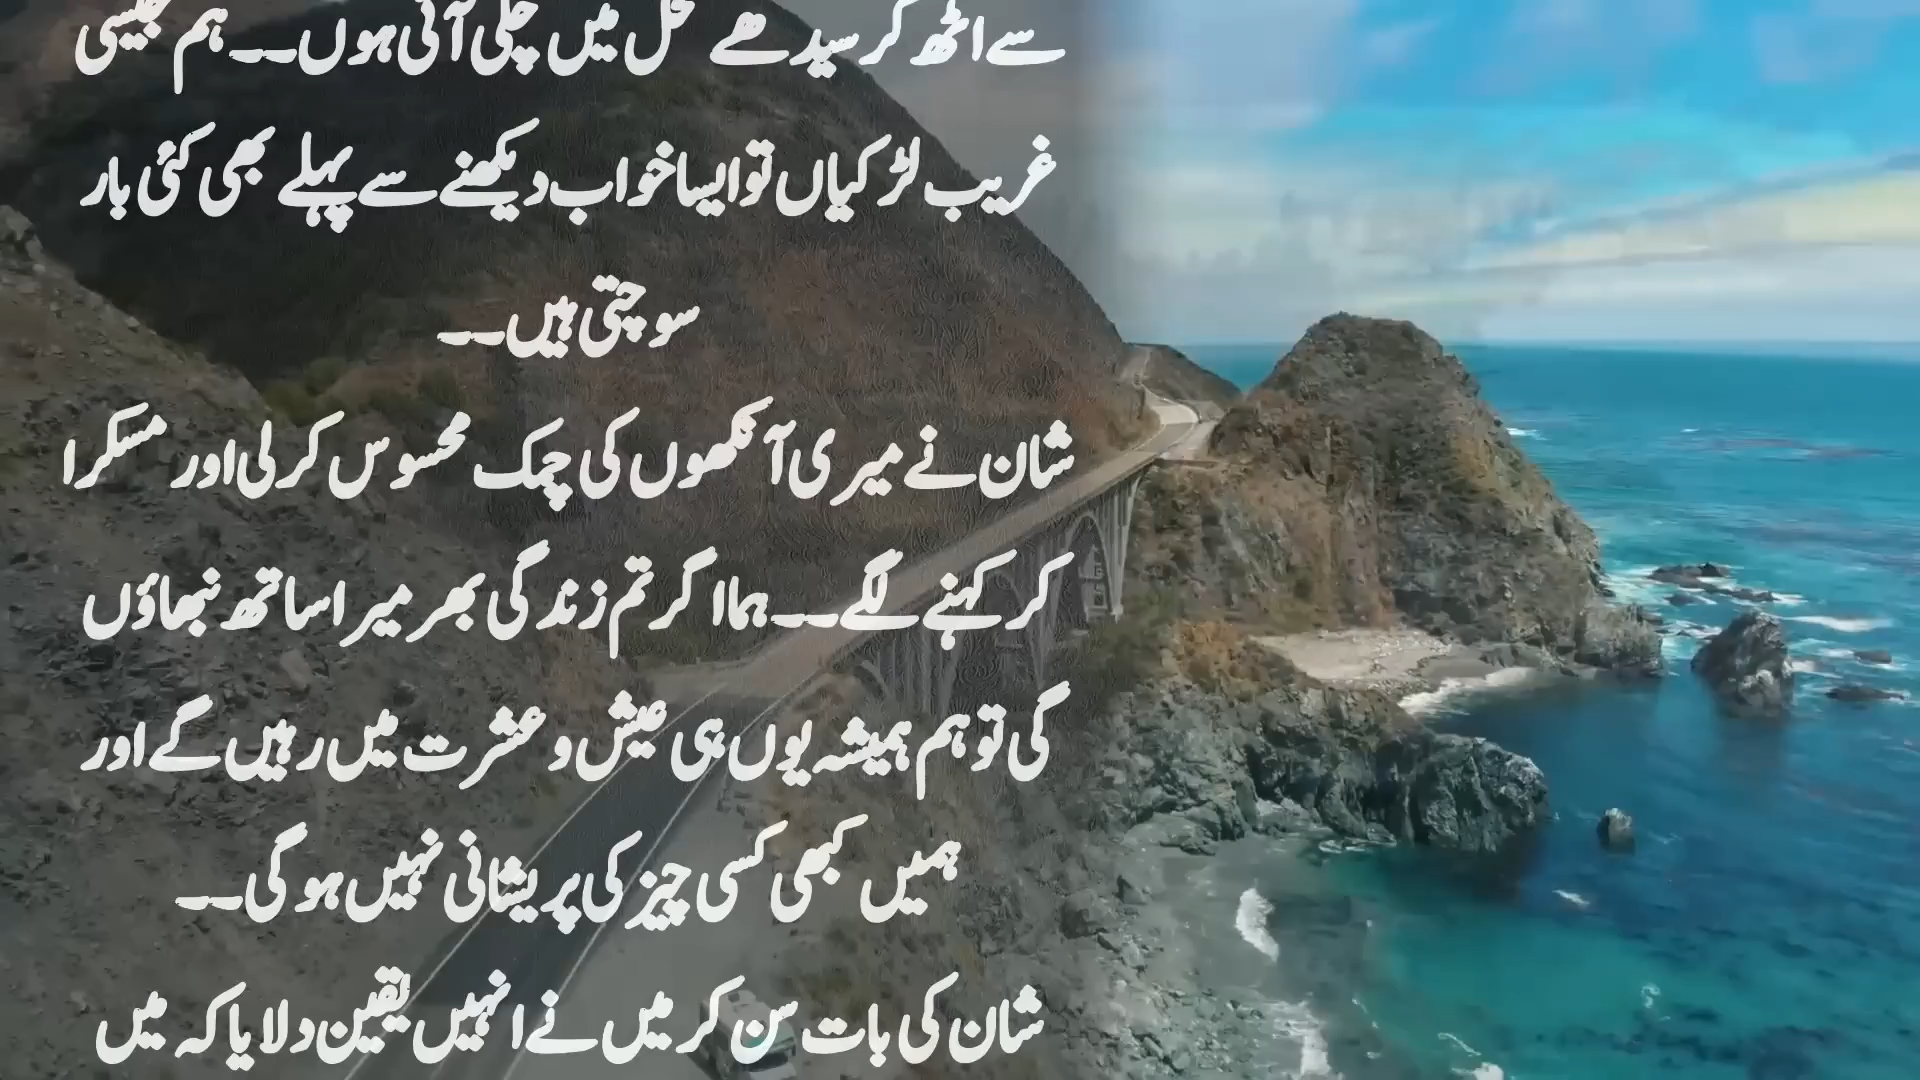 سے اٹھ کر سیدھے محل میں چلی آئی ہوں۔۔ ہم جیسی
غریب لڑکیاں تو ایسا خواب دیکھنے سے پہلے بھی کئی بار
سوچتی ہیں۔۔
شان نے میری آنکھوں کی چمک محسوس کر لی اور مسکرا
کر کہنے لگے۔۔ ہما اگر تم زندگی بھر میرا ساتھ نبھاؤں
گی تو ہم ہمیشہ یوں ہی عیش و عشرت میں رہیں گے اور
ہمیں کبھی کسی چیز کی پریشانی نہیں ہو گی۔۔
شان کی بات سن کر میں نے انہیں یقین دلایا کہ میں